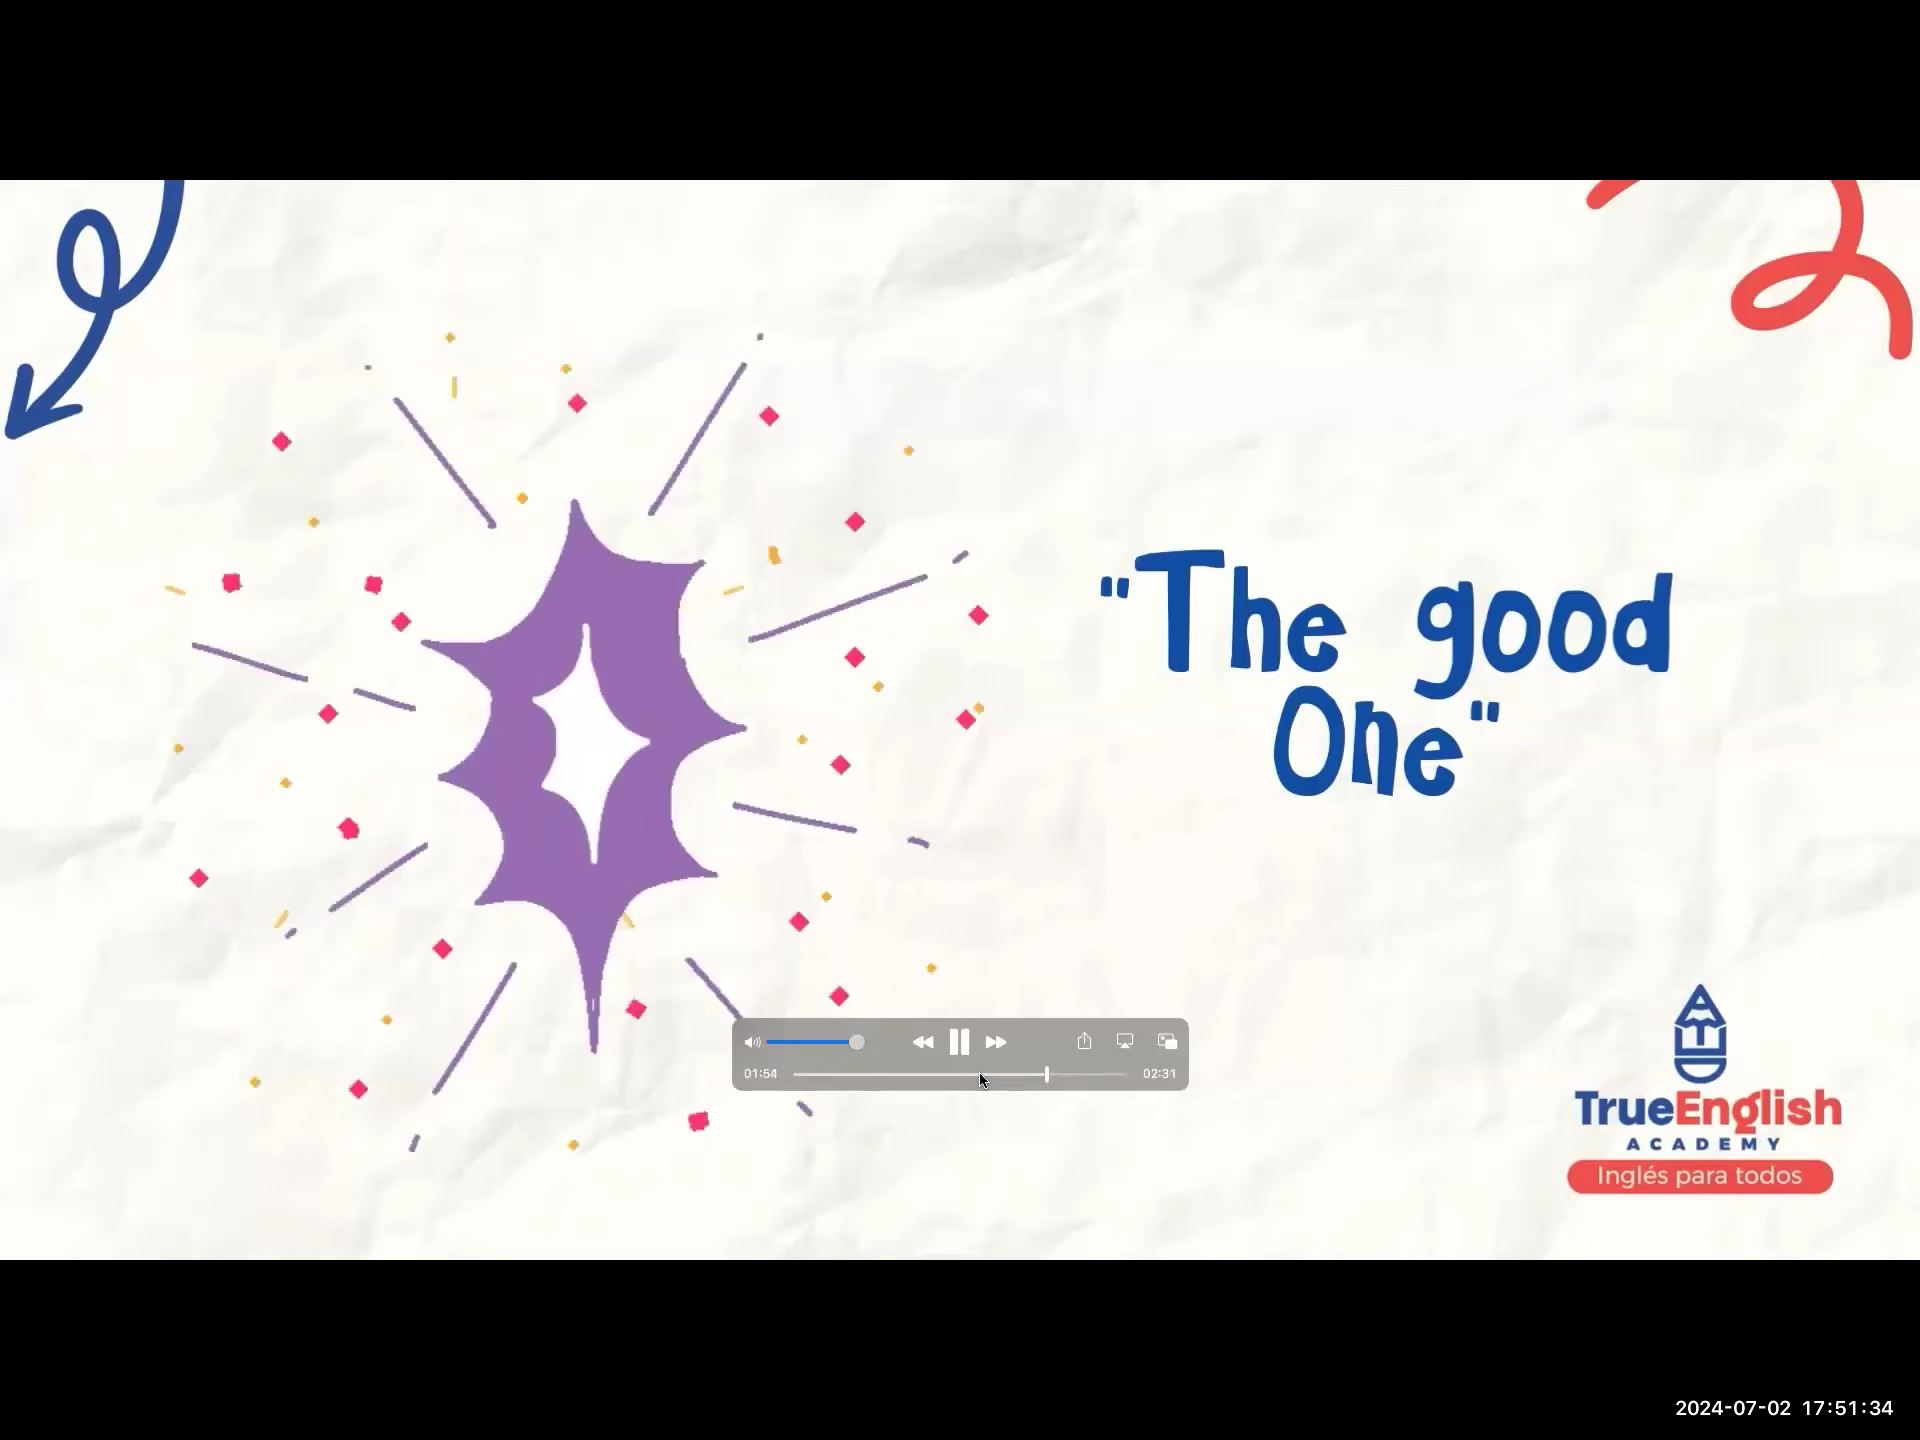 "The good
One"
01:54
02:31
TrueEnglish
ACADEMY
Inglés para todos
2024-07-02 17:51:34